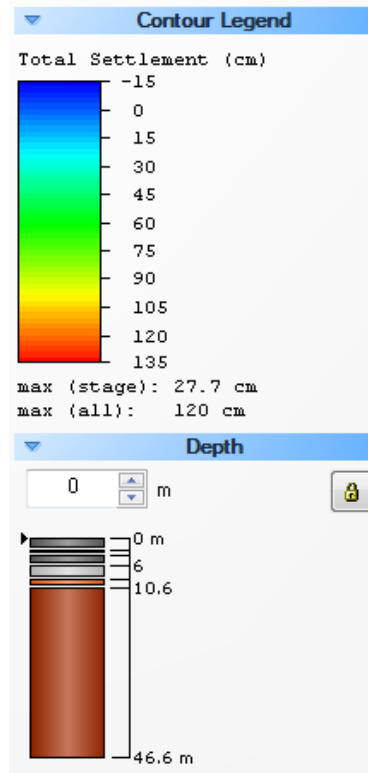 Contour Legend
Total Settlement (cm)
-15
0
15
30
45
60
75
90
105
120
135
max (stage): 27.7 cm
max (all): 120 cm
Depth
0 m
0 m
6
10.6
46.6 m